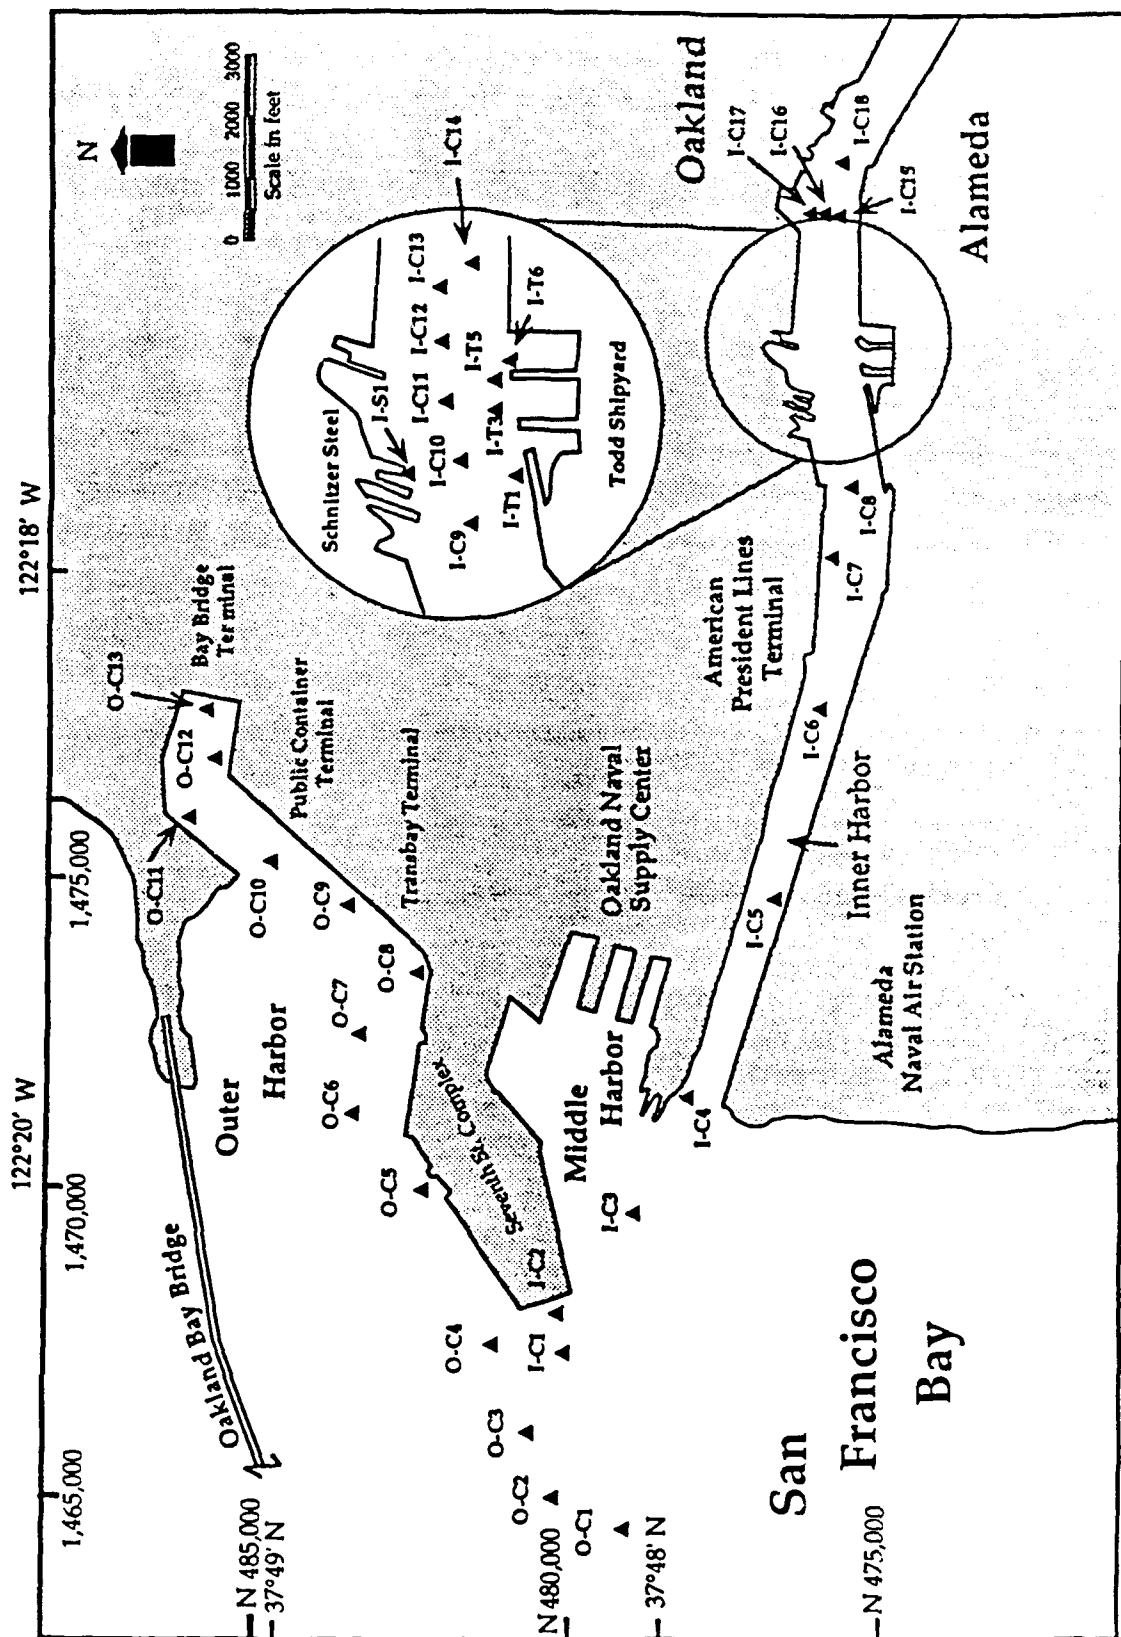 1,465,000
1,470,000
122°20' W
1,475,000
122°18' W
N
0 1000 2000 3000
Scale in feet
N 485,000
37°49' N
N 480,000
37°48' N
N 475,000
Oakland Bay Bridge
Outer
Harbor
O-C13
O-C12
O-C11
O-C10
O-C9
O-C8
O-C7
O-C6
O-C5
O-C4
O-C3
O-C2
O-C1
Bay Bridge
Terminal
Public Container
Terminal
Transbay Terminal
Seventh St. Complex
Middle
Harbor
Oakland Naval
Supply Center
I-C1
I-C2
I-C3
I-C4
I-C5
I-C6
I-C7
I-C8
American
President Lines
Terminal
Inner Harbor
Alameda
Naval Air Station
Schnitzer Steel
I-S1
I-C9
I-C10
I-C11
I-C12
I-C13
I-C14
I-T1
I-T3
I-T5
I-T6
Todd Shipyard
Oakland
I-C17
I-C16
I-C18
I-C15
Alameda
San
Francisco
Bay